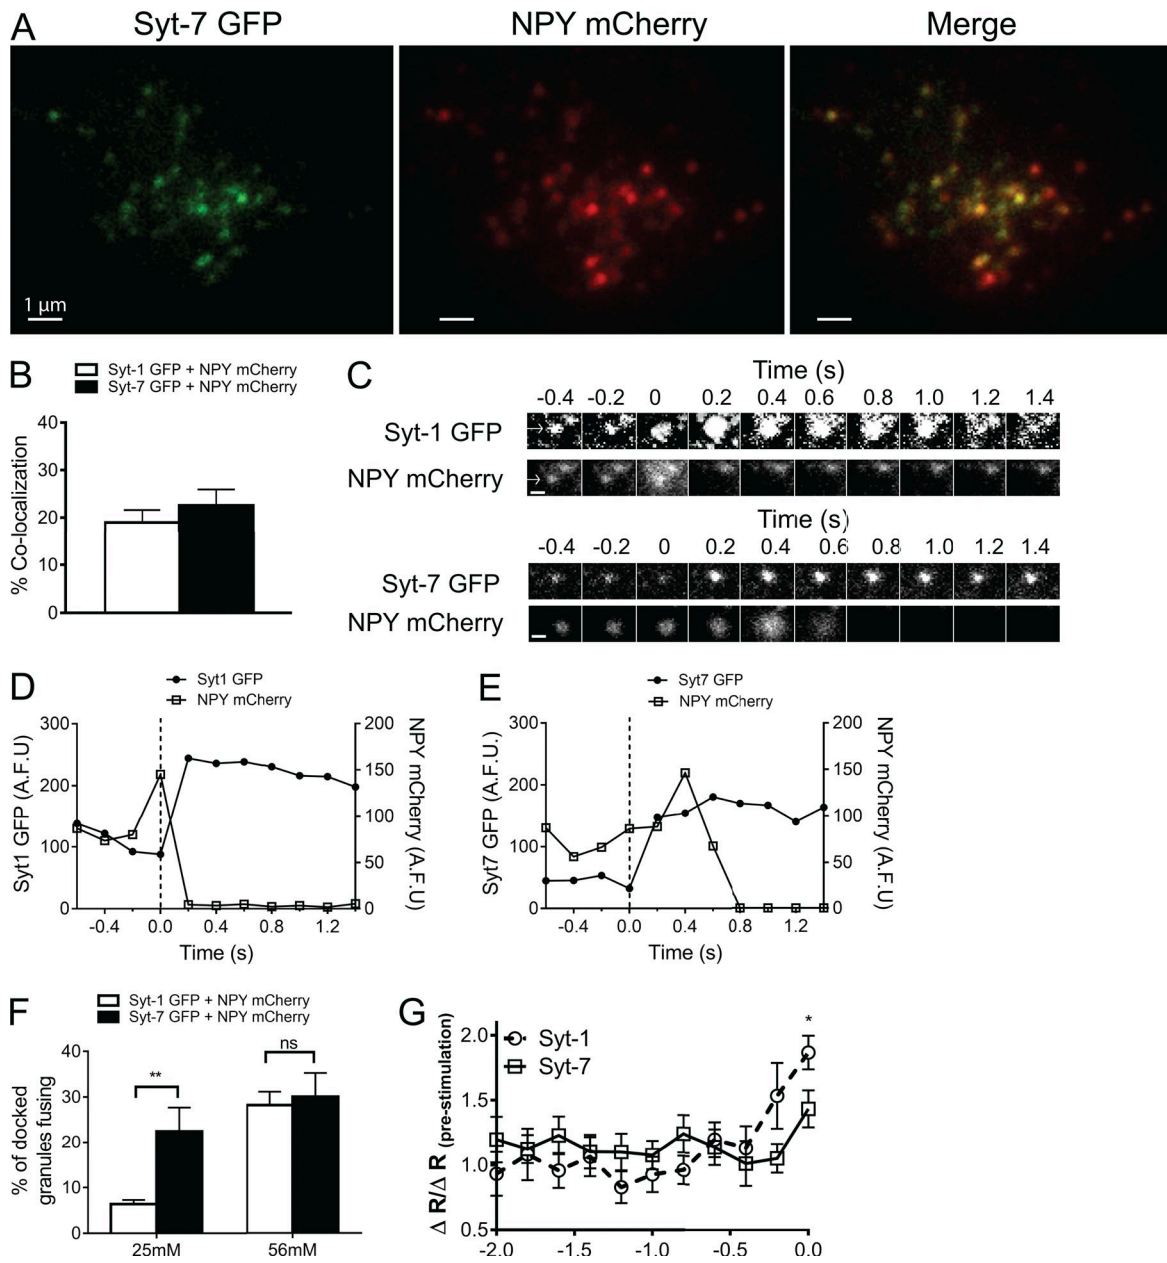 A
Syt-7 GFP NPY mCherry Merge
1 µm
B
Syt-1 GFP + NPY mCherry
Syt-7 GFP + NPY mCherry
% Co-localization
40
30
20
10
0
C
Time (s)
-0.4 -0.2 0 0.2 0.4 0.6 0.8 1.0 1.2 1.4
Syt-1 GFP
NPY mCherry
Time (s)
-0.4 -0.2 0 0.2 0.4 0.6 0.8 1.0 1.2 1.4
Syt-7 GFP
NPY mCherry
D
Syt1 GFP
NPY mCherry
Syt1 GFP (A.F.U)
300
200
100
0
200
150
100
50
0
NPY mCherry (A.F.U)
-0.4 0.0 0.4 0.8 1.2
Time (s)
E
Syt7 GFP
NPY mCherry
Syt7 GFP (A.F.U.)
300
200
100
0
200
150
100
50
0
NPY mCherry (A.F.U)
-0.4 0.0 0.4 0.8 1.2
Time (s)
F
Syt-1 GFP + NPY mCherry
Syt-7 GFP + NPY mCherry
% of docked
granules fusing
40
30
20
10
0
**
ns
25mM 56mM
G
Δ R/Δ R (pre-stimulation)
Syt-1
Syt-7
*
2.0
1.5
1.0
0.5
-2.0 -1.5 -1.0 -0.5 0.0